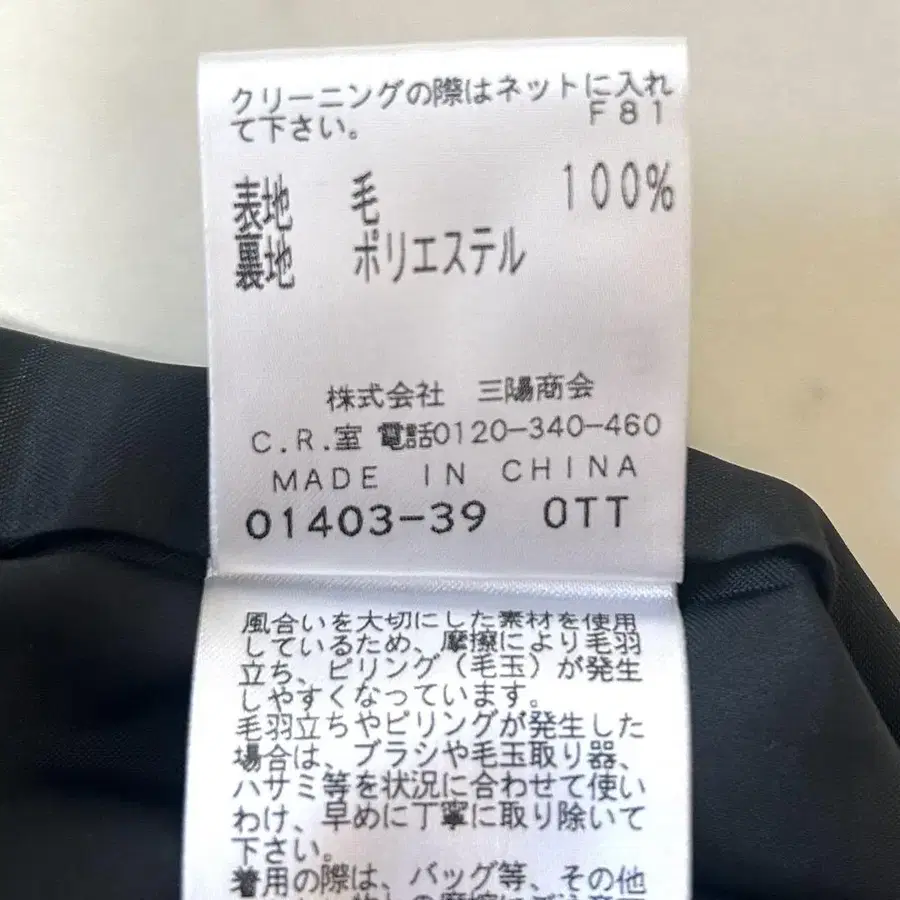 クリーニングの際はネットに入れ
て下さい。 F81
表地 毛 100%
裏地 ポリエステル
株式会社 三陽商会
C.R.室 電話0120-340-460
MADE IN CHINA
01403-39 OTT
風合いを大切にした素材を使用
しているため、摩擦により毛羽
立ち、ピリング(毛玉)が発生
しやすくなっています。
毛羽立ちやピリングが発生した
場合は、ブラシや毛玉取り器、
ハサミ等を状況に合わせて使い
わけ、早めに丁寧に取り除いて
下さい。
着用の際は、バッグ等、その他